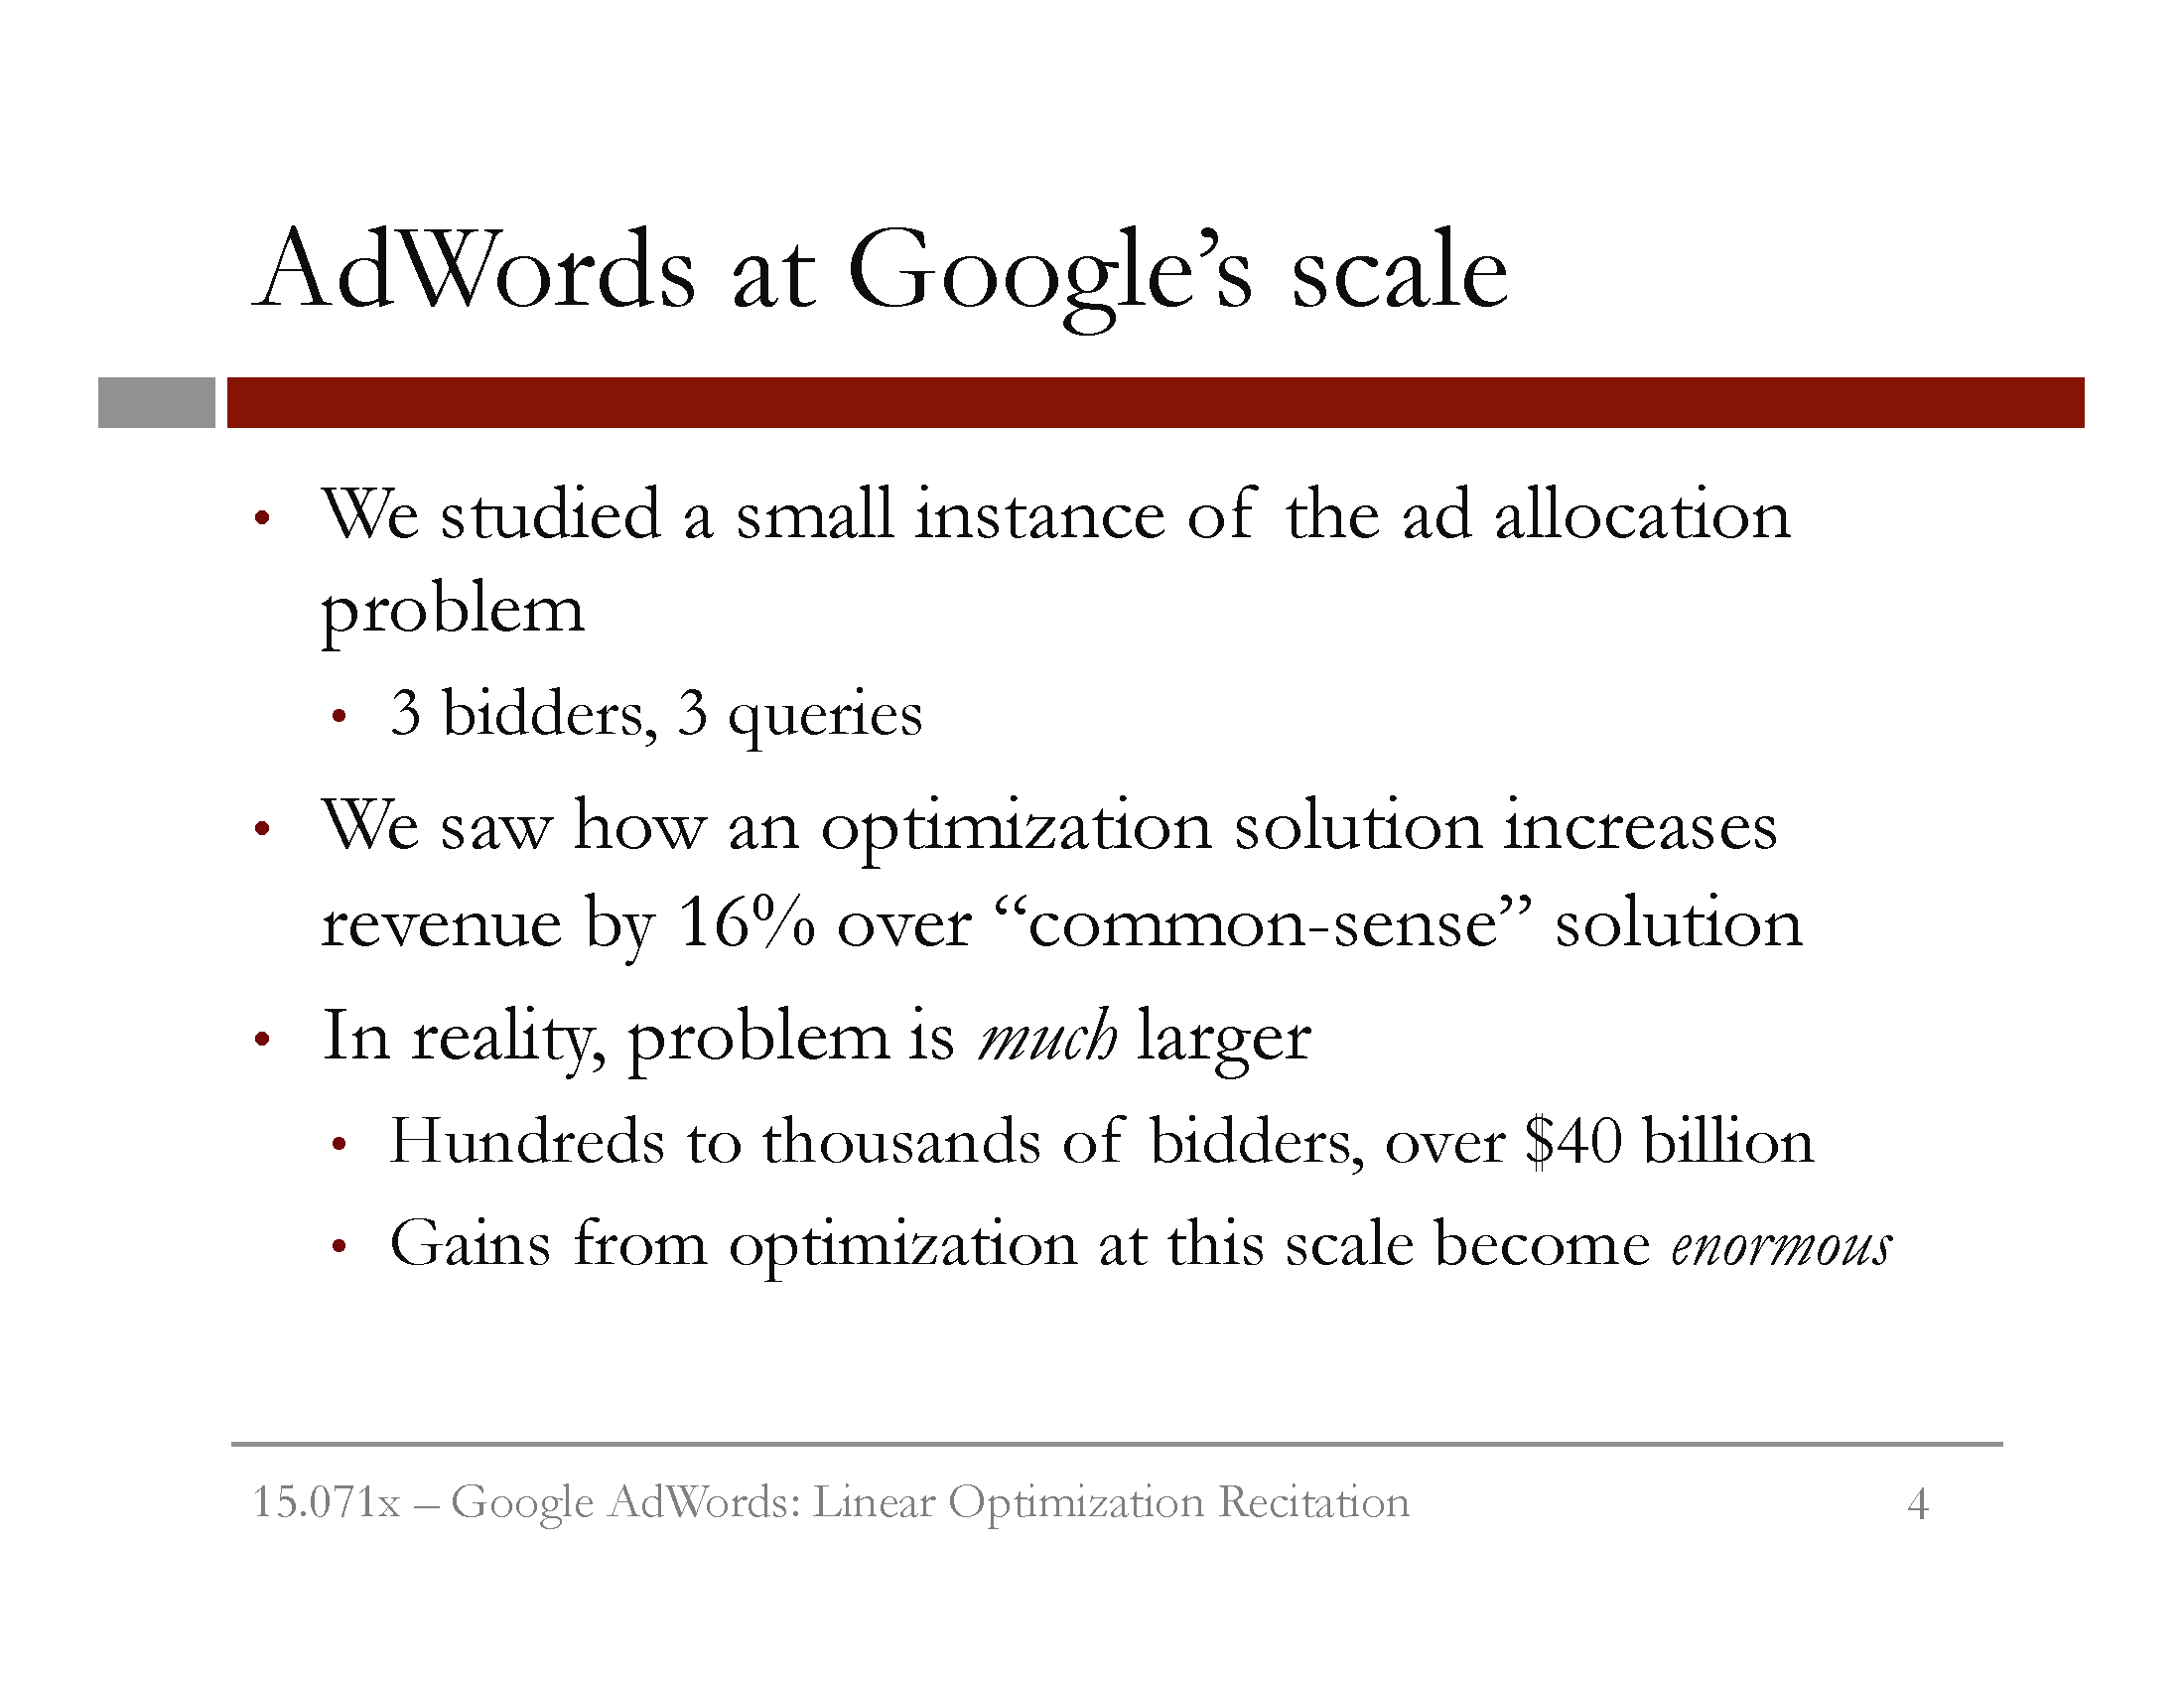 AdWords at Google’s scale
• We studied a small instance of the ad allocation
problem
• 3 bidders, 3 queries
• We saw how an optimization solution increases
revenue by 16% over “common-sense” solution
• In reality, problem is much larger
• Hundreds to thousands of bidders, over $40 billion
• Gains from optimization at this scale become enormous
15.071x – Google AdWords: Linear Optimization Recitation 4